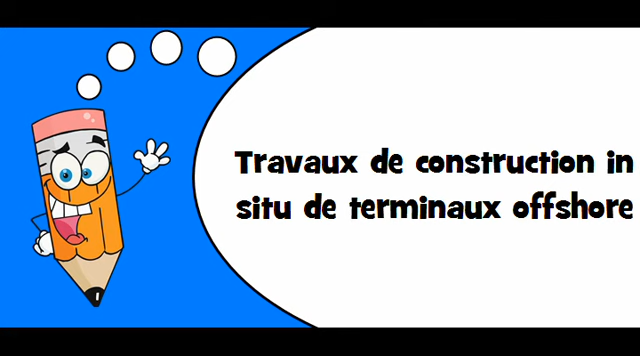 Travaux de construction in
situ de terminaux offshore